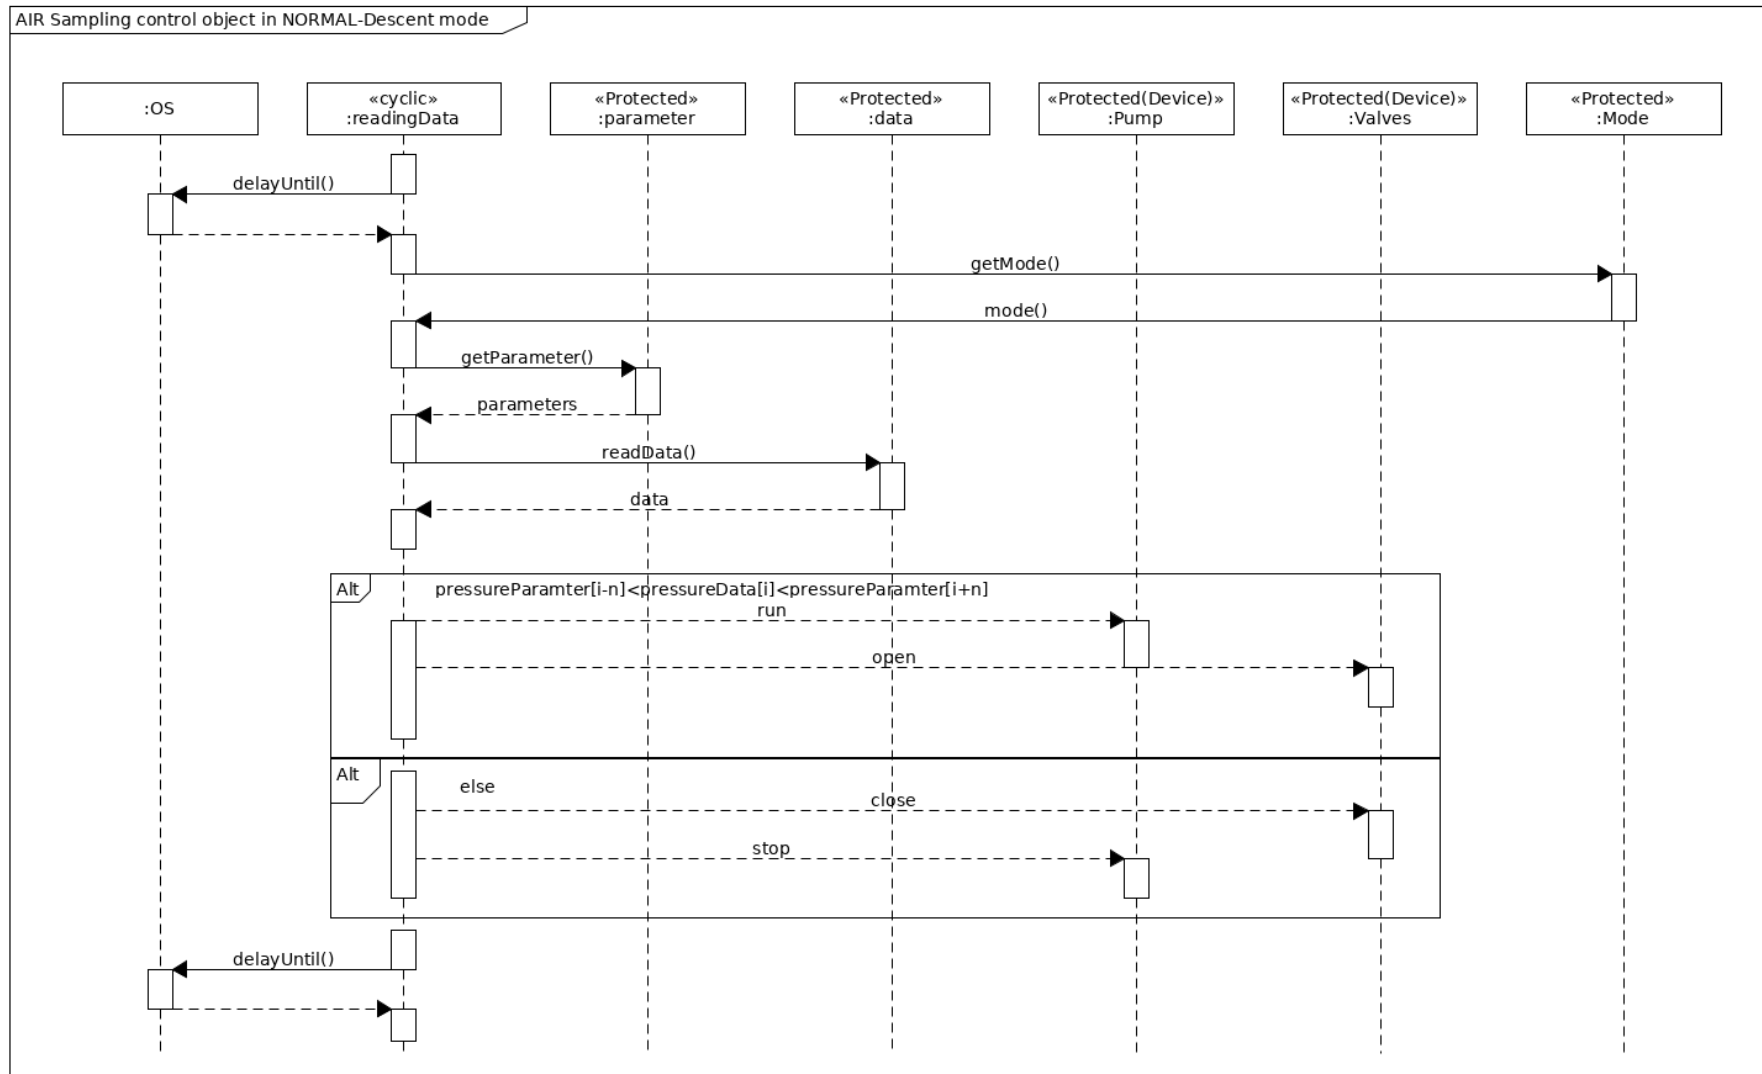 AIR Sampling control object in NORMAL-Descent mode
:OS
«cyclic»
:readingData
«Protected»
:parameter
«Protected»
:data
«Protected(Device)»
:Pump
«Protected(Device)»
:Valves
«Protected»
:Mode
delayUntil()
getMode()
mode()
getParameter()
parameters
readData()
data
Alt
pressureParamter[i-n]<pressureData[i]<pressureParamter[i+n]
run
open
Alt
else
close
stop
delayUntil()